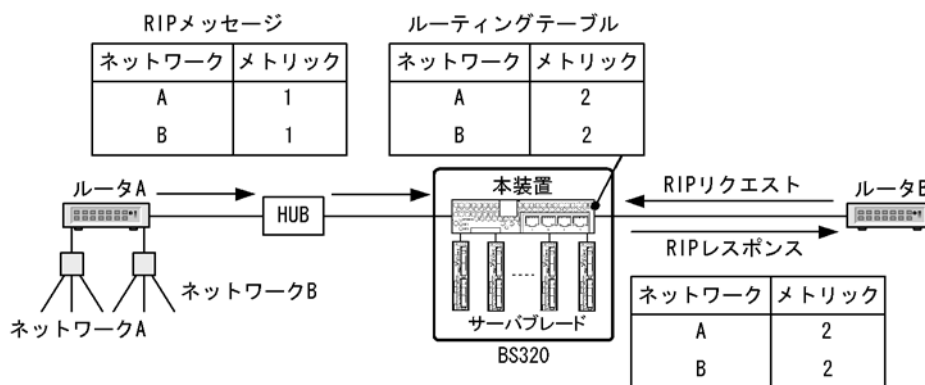 RIPメッセージ
ネットワーク メトリック
A 1
B 1
ルーティングテーブル
ネットワーク メトリック
A 2
B 2
ルータA
HUB
本装置
RIPリクエスト
ルータB
RIPレスポンス
ネットワークB
ネットワークA
サーバブレード
BS320
ネットワーク メトリック
A 2
B 2